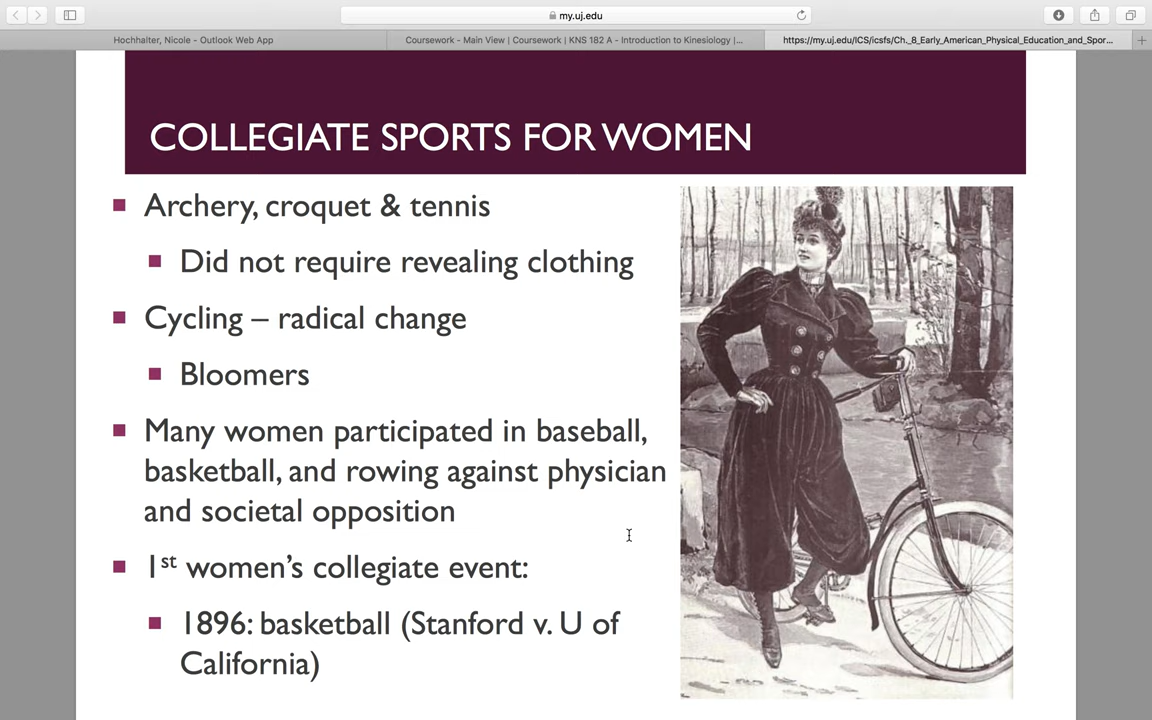 my.uj.edu
Hochhalter, Nicole - Outlook Web App
Coursework - Main View | Coursework | KNS 182 A - Introduction to Kinesiology |...
https://my.uj.edu/ICS/icsfs/Ch._8_Early_American_Physical_Education_and_Spor...
COLLEGIATE SPORTS FOR WOMEN
Archery, croquet & tennis
Did not require revealing clothing
Cycling – radical change
Bloomers
Many women participated in baseball,
basketball, and rowing against physician
and societal opposition
1st women’s collegiate event:
1896: basketball (Stanford v. U of
California)